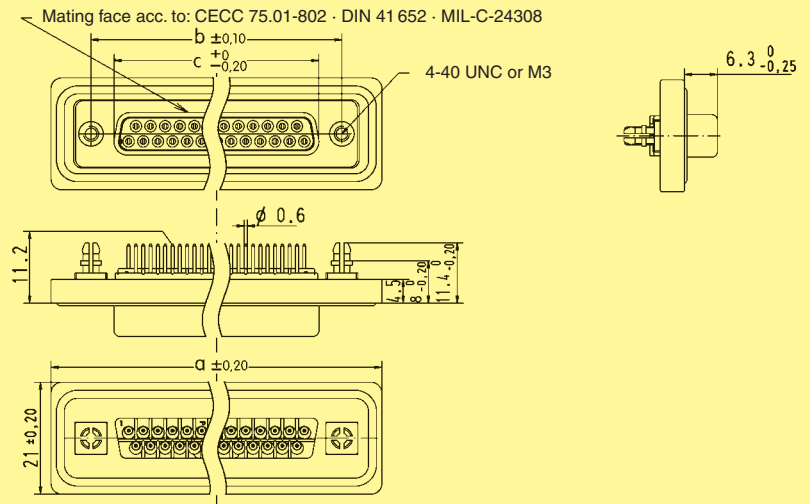 Mating face acc. to: CECC 75.01-802 · DIN 41 652 · MIL-C-24308
b ±0,10
c +0 -0,20
4-40 UNC or M3
6.3 0 -0,25
ø 0.6
11.2
4.5
8 0 -0,20
11.4 0 -0,20
a ±0,20
21 ±0,20
1